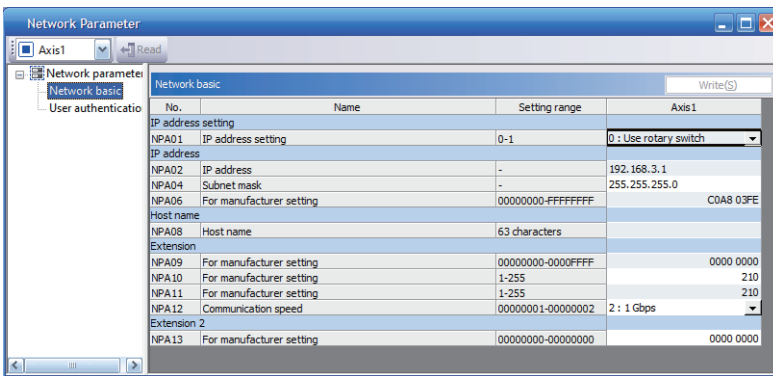 Network Parameter
Axis1 Read
Network parameter
Network basic
User authenticatio
Network basic Write(S)
No. Name Setting range Axis1
IP address setting
NPA01 IP address setting 0-1 0 : Use rotary switch
IP address
NPA02 IP address - 192.168.3.1
NPA04 Subnet mask - 255.255.255.0
NPA06 For manufacturer setting 00000000-FFFFFFFF C0A8 03FE
Host name
NPA08 Host name 63 characters
Extension
NPA09 For manufacturer setting 00000000-0000FFFF 0000 0000
NPA10 For manufacturer setting 1-255 210
NPA11 For manufacturer setting 1-255 210
NPA12 Communication speed 00000001-00000002 2 : 1 Gbps
Extension 2
NPA13 For manufacturer setting 00000000-00000000 0000 0000